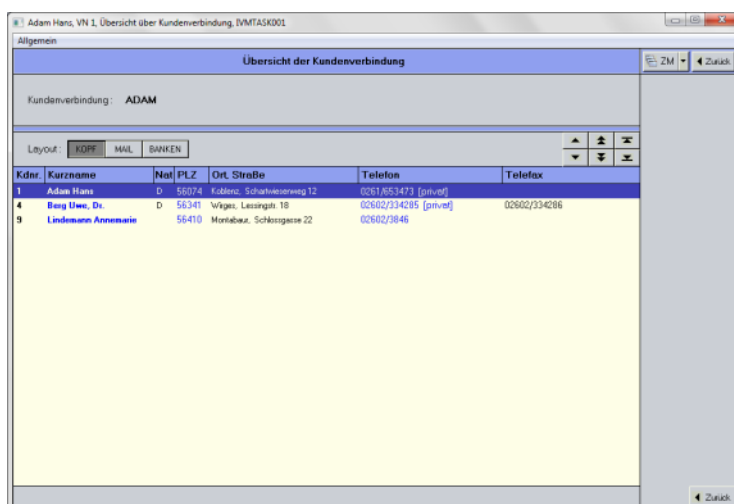 Adam Hans, VN 1, Übersicht über Kundenverbindung, IVMTASK001
Allgemein
Übersicht der Kundenverbindung
ZM
Zurück
Kundenverbindung: ADAM
Layout: KOPF MAIL BANKEN
Kdnr. Kurzname Nat PLZ Ort, Straße Telefon Telefax
1 Adam Hans D 56074 Koblenz, Schartwieserweg 12 0261/653473 [privat]
4 Berg Uwe, Dr. D 56341 Wirges, Lessingstr. 18 02602/334285 [privat] 02602/334286
9 Lindemann Annemarie 56410 Montabaur, Schlossgasse 22 02602/3846
Zurück